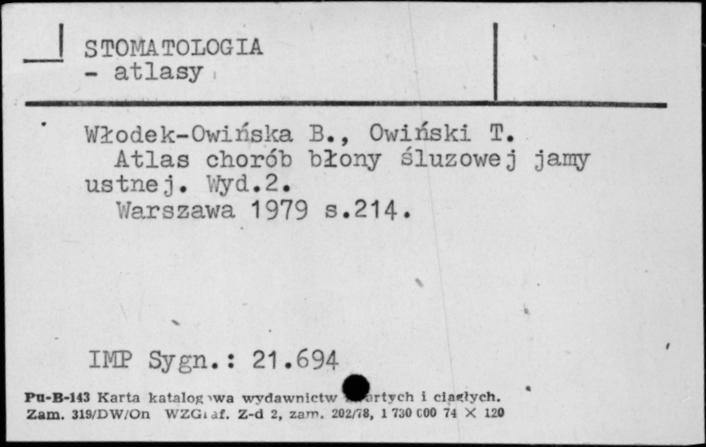 STOMATOLOGIA
- atlasy
Włodek-Owińska B., Owiński T.
Atlas chorób błony śluzowej jamy
ustnej. Wyd.2.
Warszawa 1979 s.214.
IMP Sygn.: 21.694
Pu-B-143 Karta katalogowa wydawnictw i ciągłych.
Zam. 319/DW/On WZGraf. Z-d 2, zam. 202/78, 1 730 000 74 X 120